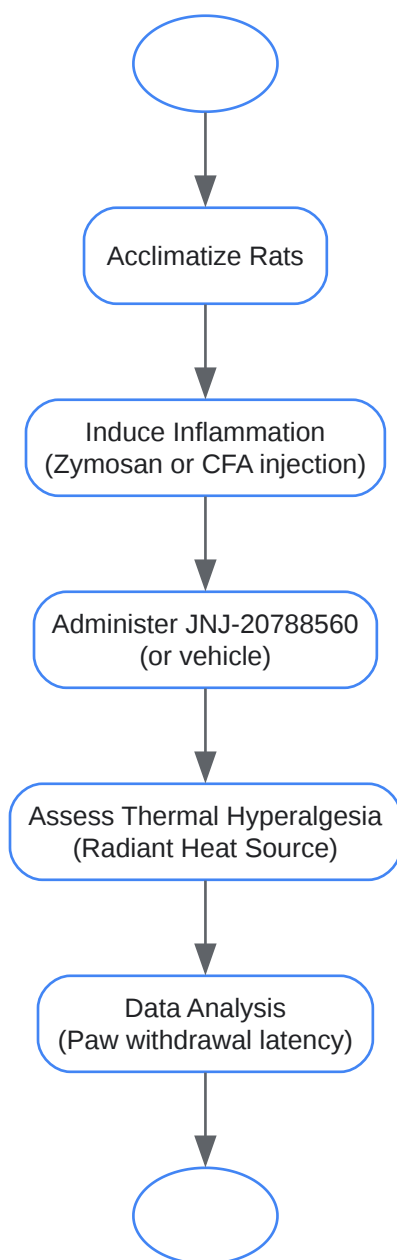 Acclimatize Rats
Induce Inflammation
(Zymosan or CFA injection)
Administer JNJ-20788560
(or vehicle)
Assess Thermal Hyperalgesia
(Radiant Heat Source)
Data Analysis
(Paw withdrawal latency)